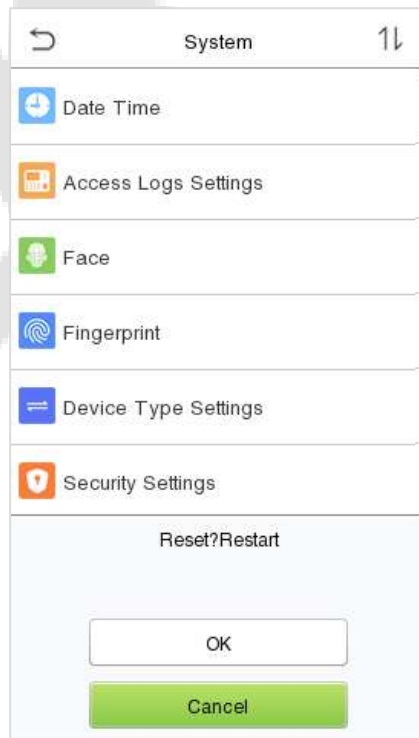 System
Date Time
Access Logs Settings
Face
Fingerprint
Device Type Settings
Security Settings
Reset?Restart
OK
Cancel